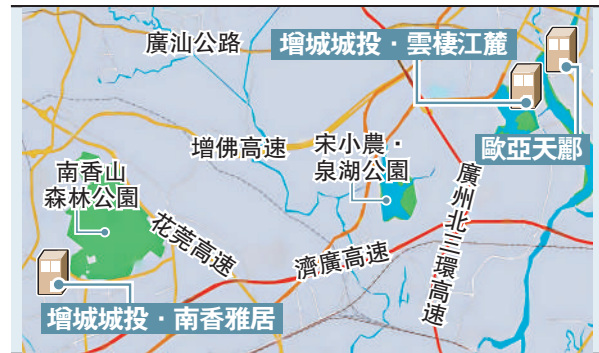 廣汕公路
增城城投·雲棲江麓
歐亞天酈
增佛高速
宋小農·
泉湖公園
南香山
森林公園
花莞高速
濟廣高速
廣州北三環高速
增城城投·南香雅居